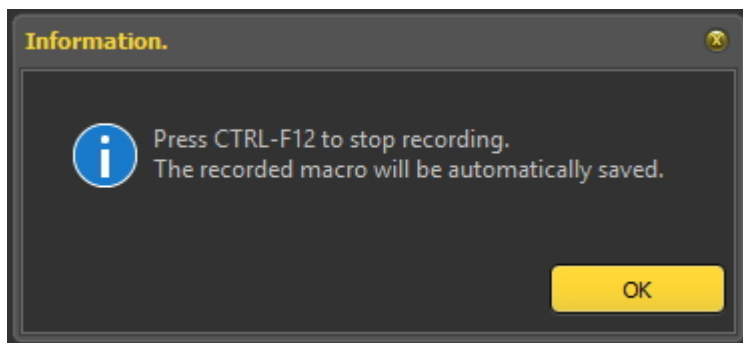 Information.
Press CTRL-F12 to stop recording.
The recorded macro will be automatically saved.
OK